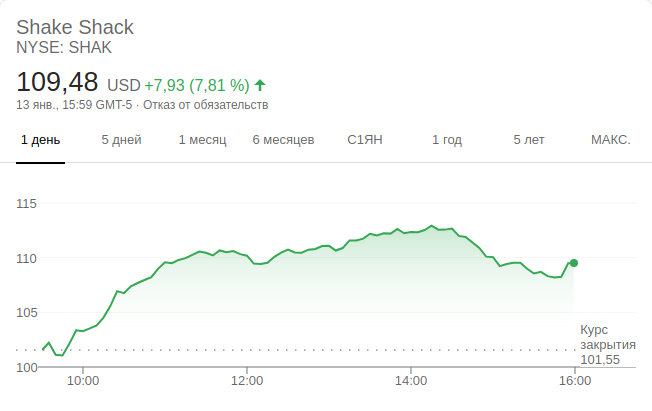 Shake Shack
NYSE: SHAK
109,48 USD +7,93 (7,81 %)
13 янв., 15:59 GMT-5 · Отказ от обязательств
1 день 5 дней 1 месяц 6 месяцев С1ЯН 1 год 5 лет МАКС.
115
110
105
100
Курс
закрытия
101,55
10:00 12:00 14:00 16:00